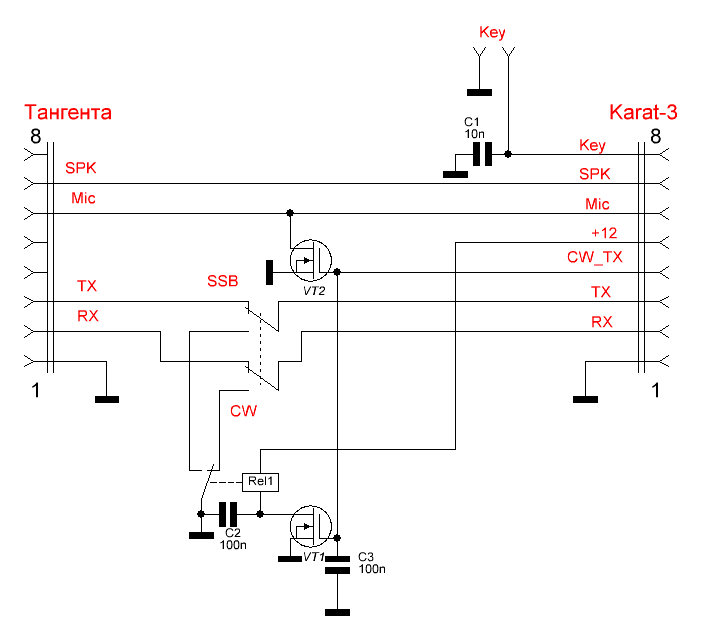 Key
Тангента
Karat-3
8
8
C1
10n
Key
SPK
SPK
Mic
Mic
+12
CW_TX
SSB
VT2
TX
TX
RX
RX
1
1
CW
Rel1
C2
100n
VT1
C3
100n